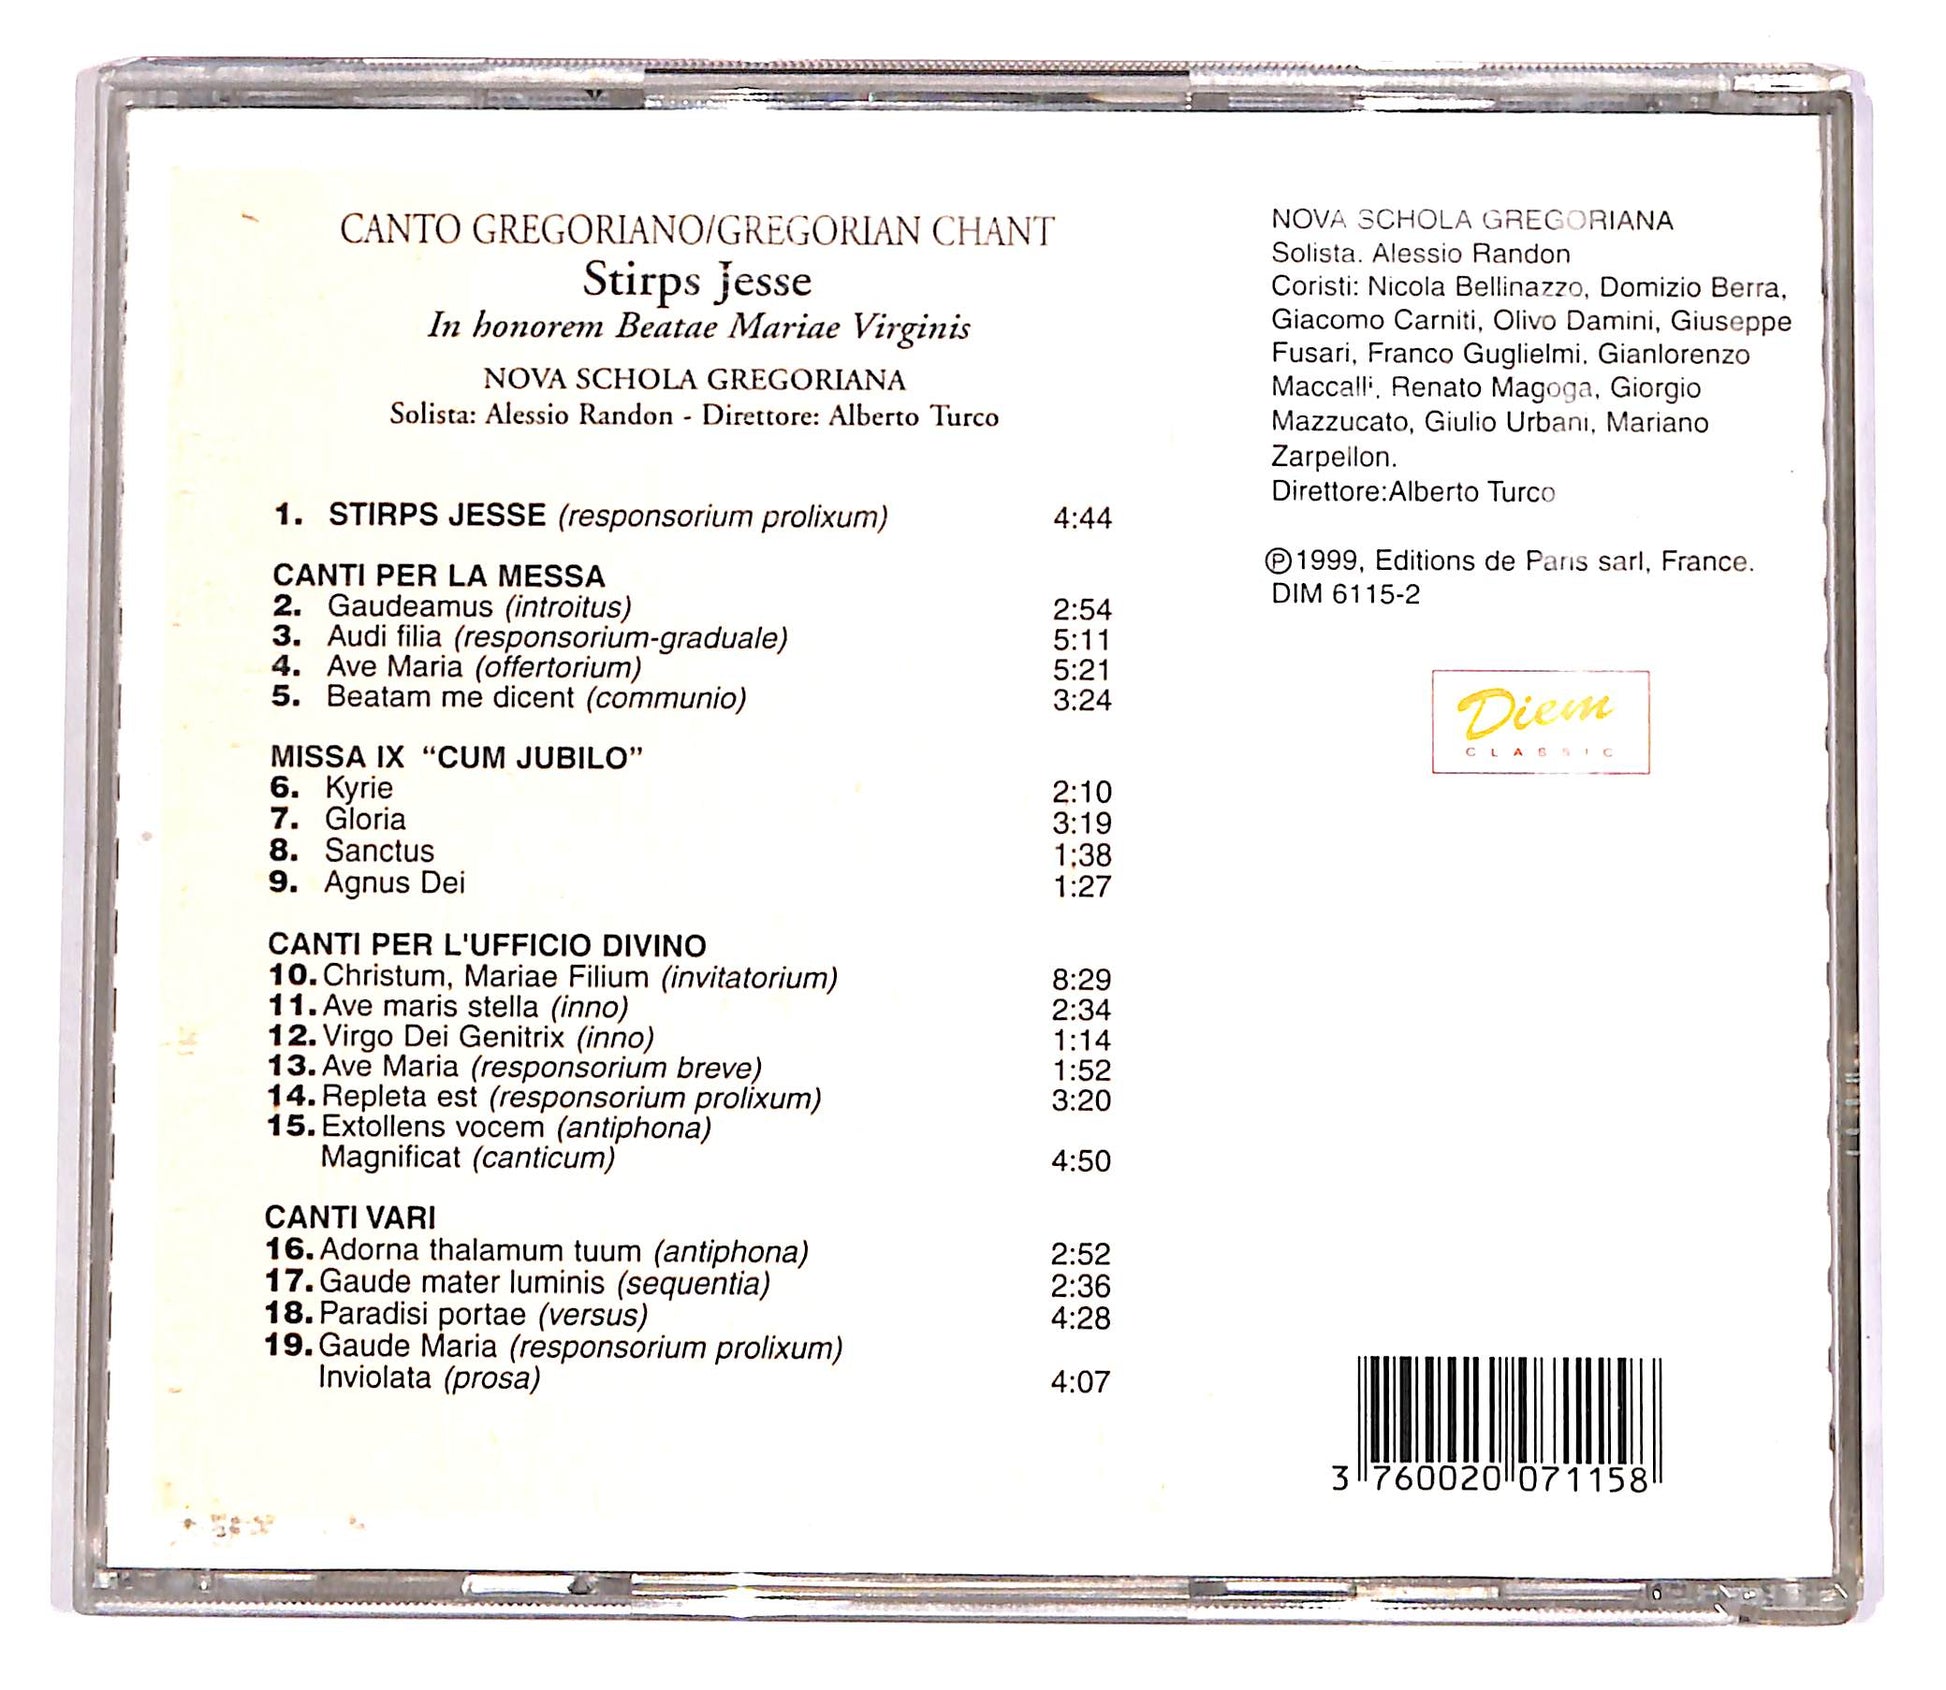 CANTO GREGORIANO/GREGORIAN CHANT
Stirps Jesse
In honorem Beatae Mariae Virginis
NOVA SCHOLA GREGORIANA
Solista: Alessio Randon - Direttore: Alberto Turco
1. STIRPS JESSE (responsorium prolixum) 4:44
CANTI PER LA MESSA
2. Gaudeamus (introitus) 2:54
3. Audi filia (responsorium-graduale) 5:11
4. Ave Maria (offertorium) 5:21
5. Beatam me dicent (communio) 3:24
MISSA IX “CUM JUBILO”
6. Kyrie 2:10
7. Gloria 3:19
8. Sanctus 1:38
9. Agnus Dei 1:27
CANTI PER L'UFFICIO DIVINO
10. Christum, Mariae Filium (invitatorium) 8:29
11. Ave maris stella (inno) 2:34
12. Virgo Dei Genitrix (inno) 1:14
13. Ave Maria (responsorium breve) 1:52
14. Repleta est (responsorium prolixum) 3:20
15. Extollens vocem (antiphona)
Magnificat (canticum) 4:50
CANTI VARI
16. Adorna thalamum tuum (antiphona) 2:52
17. Gaude mater luminis (sequentia) 2:36
18. Paradisi portae (versus) 4:28
19. Gaude Maria (responsorium prolixum)
Inviolata (prosa) 4:07
NOVA SCHOLA GREGORIANA
Solista. Alessio Randon
Coristi: Nicola Bellinazzo, Domizio Berra,
Giacomo Carniti, Olivo Damini, Giuseppe
Fusari, Franco Guglielmi, Gianlorenzo
Maccalli, Renato Magoga, Giorgio
Mazzucato, Giulio Urbani, Mariano
Zarpellon.
Direttore:Alberto Turco
℗1999, Editions de Paris sarl, France.
DIM 6115-2
Diem
CLASSIC
3 760020 071158